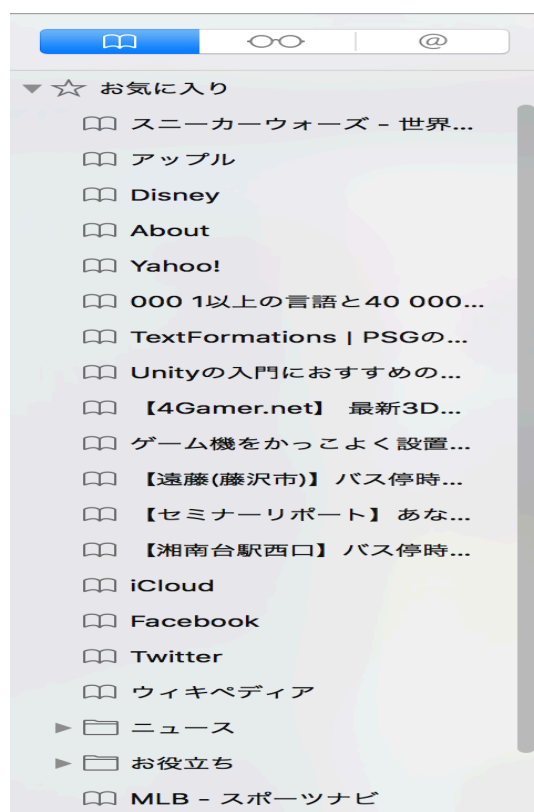 @
お気に入り
スニーカーウォーズ - 世界...
アップル
Disney
About
Yahoo!
000 1以上の言語と40 000...
TextFormations | PSGの...
Unityの入門におすすめの...
【4Gamer.net】 最新3D...
ゲーム機をかっこよく設置...
【遠藤(藤沢市)】バス停時...
【セミナーリポート】あな...
【湘南台駅西口】バス停時...
iCloud
Facebook
Twitter
ウィキペディア
ニュース
お役立ち
MLB - スポーツナビ